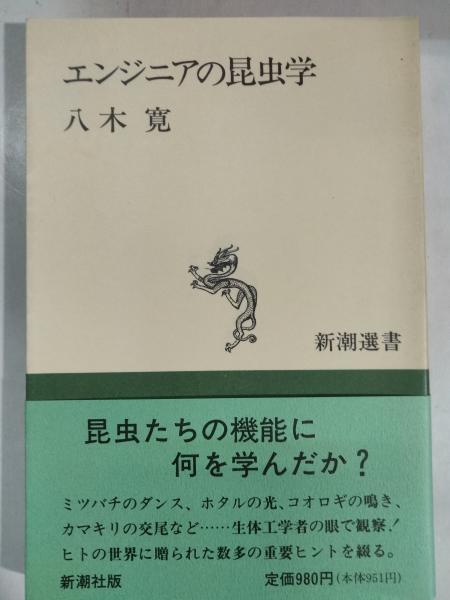 エンジニアの昆虫学
八木 寛
新潮選書
昆虫たちの機能に
何を学んだか?
ミツバチのダンス、ホタルの光、コオロギの鳴き、
カマキリの交尾など……生体工学者の眼で観察、!
ヒトの世界に贈られた数多の重要ヒントを綴る。
新潮社版
定価980円(本体951円)